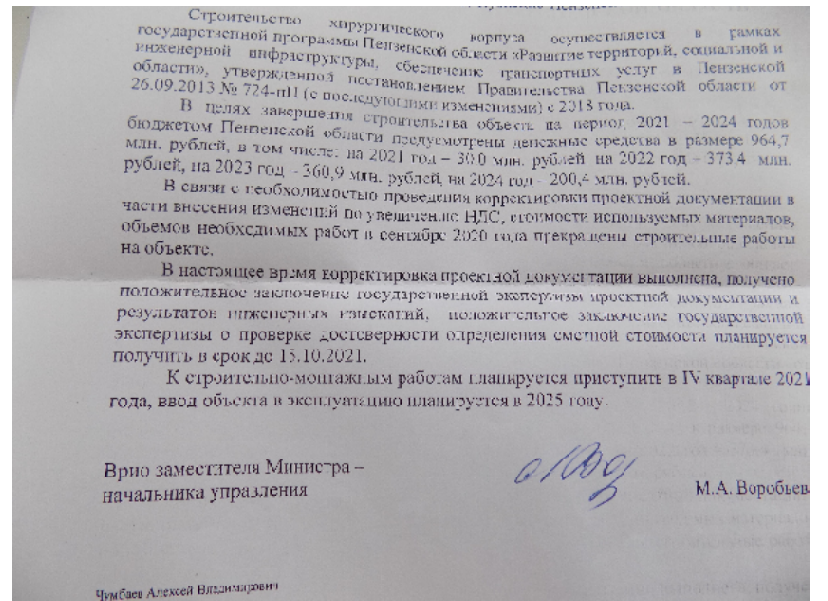 Строительство хирургического корпуса осуществляется в рамках
государственной программы Пензенской области «Развитие территорий, социальной и
инженерной инфраструктуры, обеспечение транспортных услуг в Пензенской
области», утвержденной постановлением Правительства Пензенской области от
26.09.2013 № 724-пП (с последующими изменениями) с 2018 года.
В целях завершения строительства объекта на период 2021 – 2024 годов
бюджетом Пензенской области предусмотрены денежные средства в размере 964,7
млн. рублей, в том числе: на 2021 год – 30,0 млн. рублей на 2022 год - 373,4 млн.
рублей, на 2023 год - 360,9 млн. рублей, на 2024 год - 200,4 млн. рублей.
В связи с необходимостью проведения корректировки проектной документации в
части внесения изменений по увеличению НДС, стоимости используемых материалов,
объемов необходимых работ в сентябре 2020 года прекращены строительные работы
на объекте.
В настоящее время корректировка проектной документации выполнена, получено
положительное заключение государственной экспертизы проектной документации и
результатов инженерных изысканий, положительное заключение государственной
экспертизы о проверке достоверности определения сметной стоимости планируется
получить в срок до 15.10.2021.
К строительно-монтажным работам планируется приступить в IV квартале 2021
года, ввод объекта в эксплуатацию планируется в 2025 году.
Врио заместителя Министра –
начальника управления
М.А. Воробьев
Чумбаев Алексей Владимирович